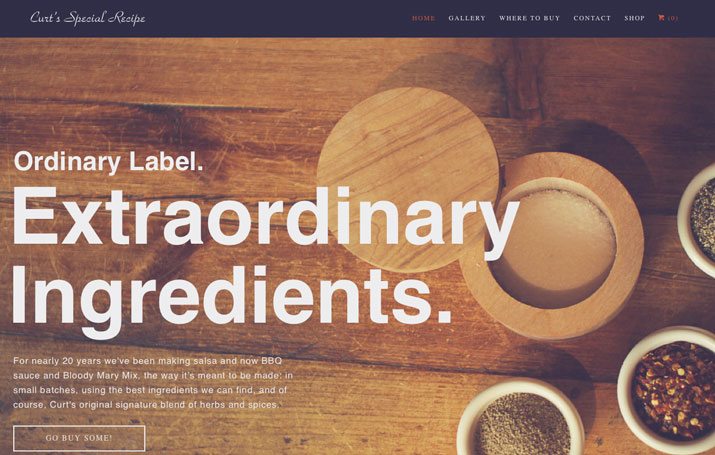 Curt's Special Recipe
HOME GALLERY WHERE TO BUY CONTACT SHOP (0)
Ordinary Label.
Extraordinary
Ingredients.
For nearly 20 years we've been making salsa and now BBQ
sauce and Bloody Mary Mix, the way it's meant to be made: in
small batches, using the best ingredients we can find, and of
course, Curt's original signature blend of herbs and spices.
GO BUY SOME!